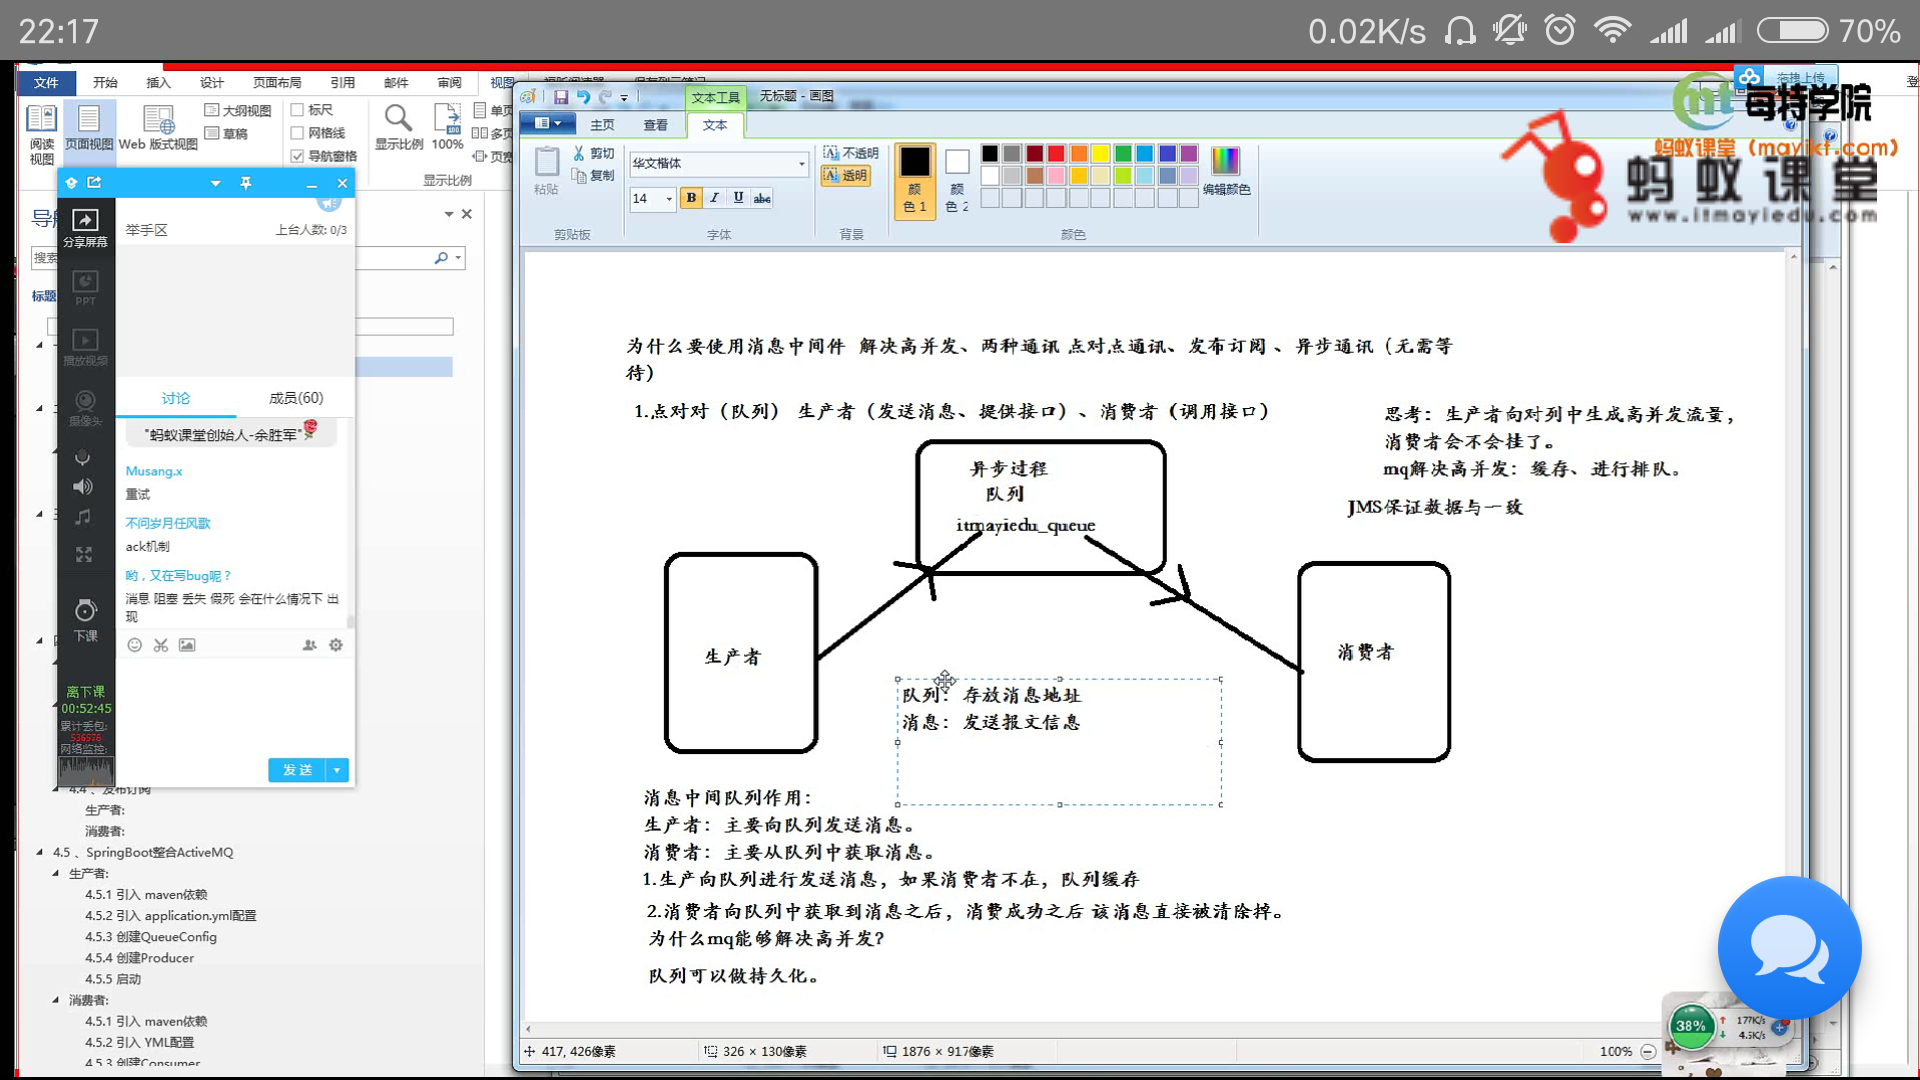 22:17
0.02K/s
70%
文件 开始 插入 设计 页面布局 引用 邮件 审阅 视图
阅读视图
页面视图
Web 版式视图
大纲视图
草稿
标尺
网格线
导航窗格
显示比例
100%
单页
多页
页宽
显示比例
搜索
标题
举手区
上台人数: 0/3
分享屏幕
PPT
播放视频
摄像头
下课
离下课
00:52:45
累计丢包:
536576
网络监控:
讨论
成员(60)
"蚂蚁课堂创始人-余胜军"
Musang.x
重试
不问岁月任风歌
ack机制
哟，又在写bug呢？
消息 阻塞 丢失 假死 会在什么情况下 出
现
发送
4.4 、发布订阅
生产者:
消费者:
4.5 、SpringBoot整合ActiveMQ
生产者:
4.5.1 引入 maven依赖
4.5.2 引入 application.yml配置
4.5.3 创建QueueConfig
4.5.4 创建Producer
4.5.5 启动
消费者:
4.5.1 引入 maven依赖
4.5.2 引入 YML配置
4.5.3 创建Consumer
文本工具
无标题 - 画图
主页 查看 文本
粘贴
剪切
复制
剪贴板
华文楷体
14
B I U abc
字体
不透明
透明
背景
颜色 1
颜色 2
编辑颜色
颜色
拖拽上传
登
每特学院
蚂蚁课堂（mayikt.com）
蚂蚁课堂
www.itmayiedu.com
为什么要使用消息中间件 解决高并发、两种通讯 点对点通讯、发布订阅 、异步通讯（无需等
待）
1.点对对（队列） 生产者（发送消息、提供接口）、消费者（调用接口）
思考：生产者向对列中生成高并发流量，
消费者会不会挂了。
mq解决高并发：缓存、进行排队。
JMS保证数据与一致
异步过程
队列
itmayiedu_queue
生产者
消费者
队列：存放消息地址
消息：发送报文信息
消息中间队列作用：
生产者：主要向队列发送消息。
消费者：主要从队列中获取消息。
1.生产向队列进行发送消息，如果消费者不在，队列缓存
2.消费者向队列中获取到消息之后，消费成功之后 该消息直接被清除掉。
为什么mq能够解决高并发？
队列可以做持久化。
417, 426像素
326 × 130像素
1876 × 917像素
100%
38%
177K/s
4.5K/s